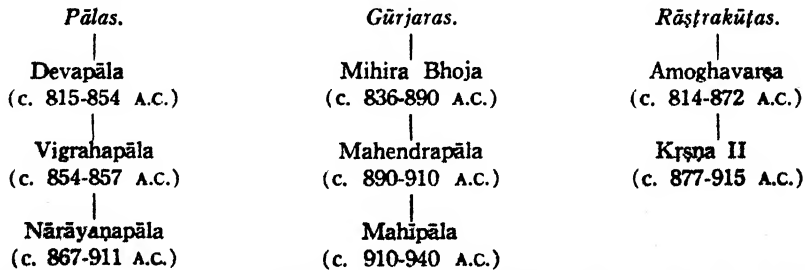 Pālas. Gūrjaras. Rāṣṭrakūṭas.
Devapāla Mihira Bhoja Amoghavarṣa
(c. 815-854 A.C.) (c. 836-890 A.C.) (c. 814-872 A.C.)
Vigrahapāla Mahendrapāla Kṛṣṇa II
(c. 854-857 A.C.) (c. 890-910 A.C.) (c. 877-915 A.C.)
Nārāyaṇapāla Mahīpāla
(c. 867-911 A.C.) (c. 910-940 A.C.)